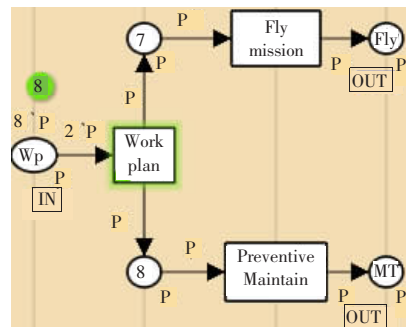 P
P
Fly
mission
7
Fly'
P
P
P
OUT
8
P
8`P
2`P
Work
plan
Wp
P
IN
P
P
Preventive
Maintain
8
MT
P
P
P
OUT